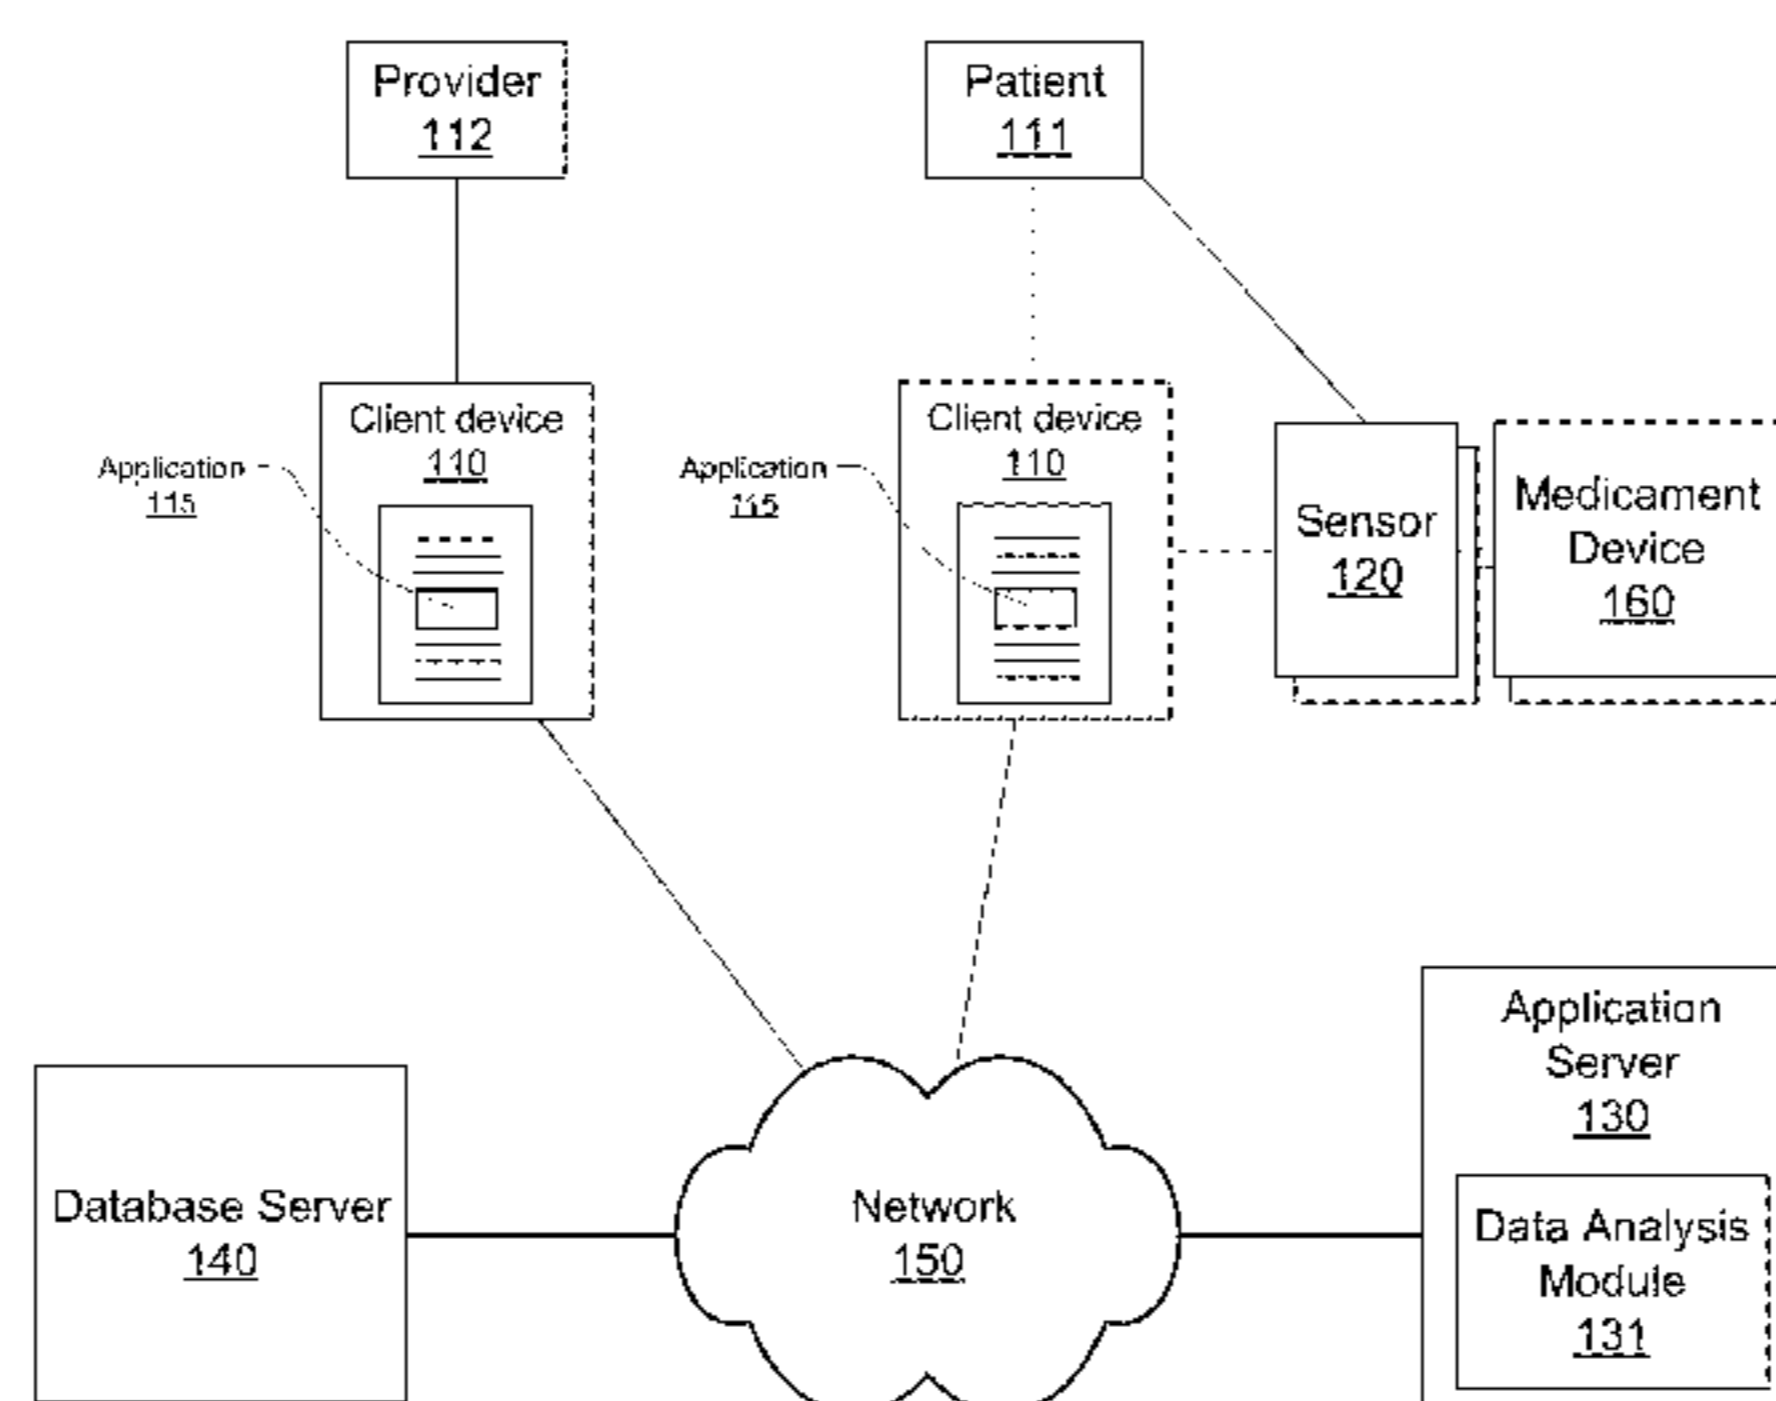 Provider
112
Patient
111
Client device
110
Application
115
Client device
110
Application
115
Sensor
120
Medicament
Device
160
Application
Server
130
Database Server
140
Network
150
Data Analysis
Module
131